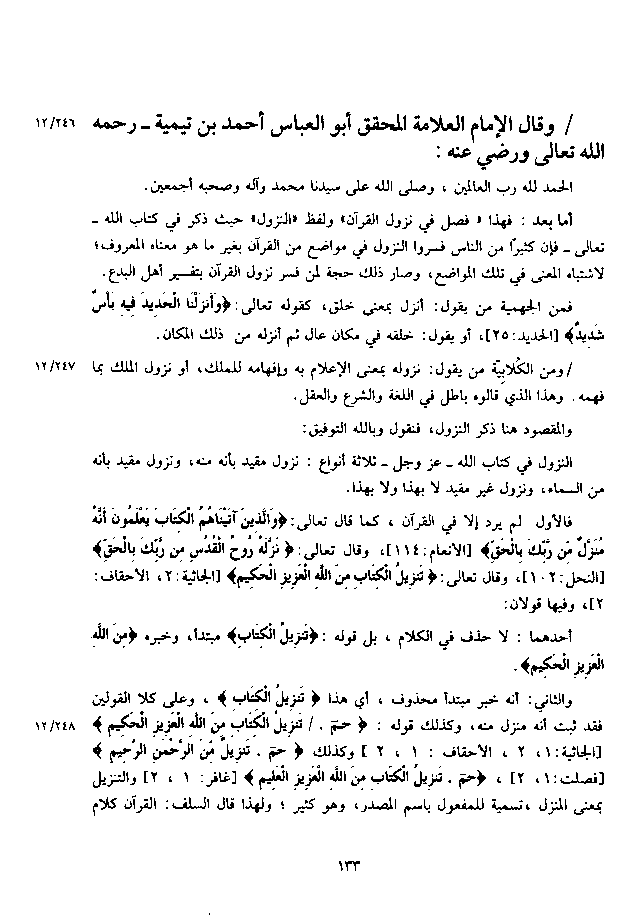 / وقال الإمام العلامة المحقق أبو العباس أحمد بن تيمية ـ رحمه ١٢/٢٤٦
الله تعالى ورضي عنه :
الحمد لله رب العالمين ، وصلى الله على سيدنا محمد وآله وصحبه أجمعين.
أما بعد : فهذا « فصل في نزول القرآن» ولفظ «النزول» حيث ذكر في كتاب الله ـ
تعالى ـ فإن كثيرًا من الناس فسروا النزول في مواضع من القرآن بغير ما هو معناه المعروف؛
لاشتباه المعنى في تلك المواضع، وصار ذلك حجة لمن فسر نزول القرآن بتفسير أهل البدع.
فمن الجهمية من يقول: أنزل بمعنى خلق، كقوله تعالى: ﴿وَأَنزَلْنَا الْحَدِيدَ فِيهِ بَأْسٌ
شَدِيدٌ﴾ [الحديد:٢٥]، أو يقول: خلقه في مكان عال ثم أنزله من ذلك المكان.
/ ومن الكُلابيّة من يقول: نزوله بمعنى الإعلام به وإفهامه للملك، أو نزول الملك بما ١٢/٢٤٧
فهمه. وهذا الذي قالوه باطل في اللغة والشرع والعقل.
والمقصود هنا ذكر النزول، فنقول وبالله التوفيق:
النزول في كتاب الله ـ عز وجل ـ ثلاثة أنواع : نزول مقيد بأنه منه، ونزول مقيد بأنه
من السماء، ونزول غير مقيد لا بهذا ولا بهذا.
فالأول لم يرد إلا في القرآن ، كما قال تعالى: ﴿وَالَّذِينَ آتَيْنَاهُمُ الْكِتَابَ يَعْلَمُونَ أَنَّهُ
مُنَزَّلٌ مِّن رَّبِّكَ بِالْحَقِّ﴾ [الأنعام:١١٤]، وقال تعالى: ﴿ نَزَّلَهُ رُوحُ الْقُدُسِ مِن رَّبِّكَ بِالْحَقِّ﴾
[النحل:١٠٢]، وقال تعالى: ﴿ تَنزِيلُ الْكِتَابِ مِنَ اللَّهِ الْعَزِيزِ الْحَكِيمِ﴾ [الجاثية:٢، الأحقاف:
٢]، وفيها قولان:
أحدهما : لا حذف في الكلام ، بل قوله : ﴿تَنزِيلُ الْكِتَابِ﴾ مبتدأ، وخبره ﴿مِنَ اللَّهِ
الْعَزِيزِ الْحَكِيمِ﴾.
والثاني: أنه خبر مبتدأ محذوف ، أي هذا ﴿ تَنزِيلُ الْكِتَابِ ﴾ ، وعلى كلا القولين
فقد ثبت أنه منزل منه، وكذلك قوله : ﴿ حم . / تَنزِيلُ الْكِتَابِ مِنَ اللَّهِ الْعَزِيزِ الْحَكِيمِ ﴾ ١٢/٢٤٨
[الجاثية:١، ٢ ، الأحقاف : ١ ، ٢ ] وكذلك ﴿ حم . تَنزِيلٌ مِّنَ الرَّحْمَنِ الرَّحِيمِ ﴾
[فصلت:١، ٢] ، ﴿حم . تَنزِيلُ الْكِتَابِ مِنَ اللَّهِ الْعَزِيزِ الْعَلِيمِ ﴾ [غافر: ١ ، ٢] والتنزيل
بمعنى المنزل ،تسمية للمفعول باسم المصدر، وهو كثير ؛ ولهذا قال السلف: القرآن كلام
١٣٣